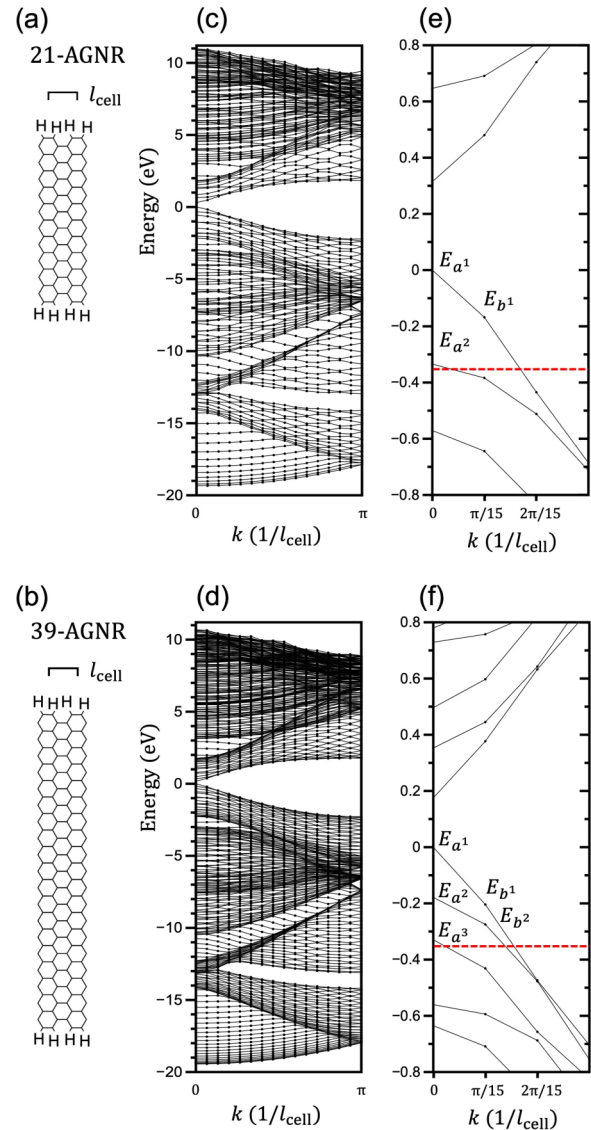 (a)
21-AGNR
l_cell
H H H H
H H H H
(c)
Energy (eV)
10
5
0
−5
−10
−15
−20
0
π
k (1/l_cell)
(e)
0.8
0.6
0.4
0.2
0
−0.2
−0.4
−0.6
−0.8
E_a¹
E_b¹
E_a²
0
π/15
2π/15
k (1/l_cell)
(b)
39-AGNR
l_cell
H H H H
H H H H
(d)
Energy (eV)
10
5
0
−5
−10
−15
−20
0
π
k (1/l_cell)
(f)
0.8
0.6
0.4
0.2
0
−0.2
−0.4
−0.6
−0.8
E_a¹
E_a²
E_b¹
E_b²
E_a³
0
π/15
2π/15
k (1/l_cell)